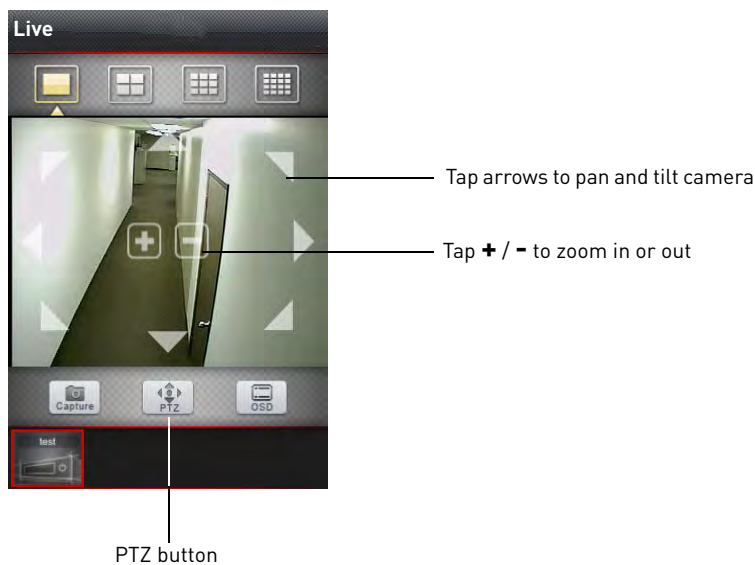 Live
Tap arrows to pan and tilt camera
Tap + / - to zoom in or out
Capture
PTZ
OSD
test
PTZ button